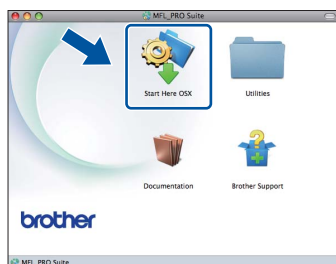 MFL_PRO Suite
Start Here OSX
Utilities
Documentation
Brother Support
brother
MFL_PRO Suite